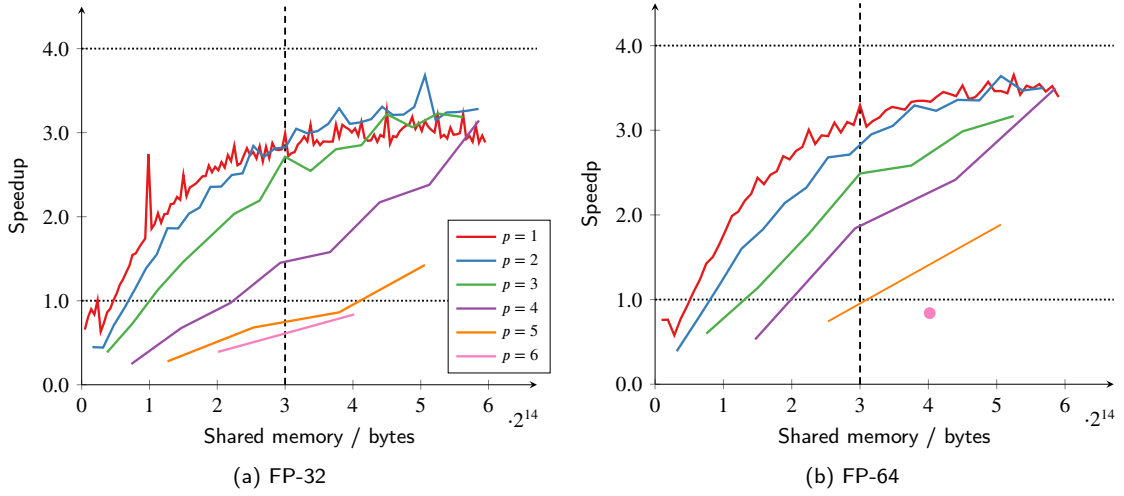 4.0
3.0
2.0
1.0
0.0
Speedup
0 1 2 3 4 5 6
·2^14
Shared memory / bytes
p = 1
p = 2
p = 3
p = 4
p = 5
p = 6
(a) FP-32
4.0
3.0
2.0
1.0
0.0
Speedp
0 1 2 3 4 5 6
·2^14
Shared memory / bytes
(b) FP-64